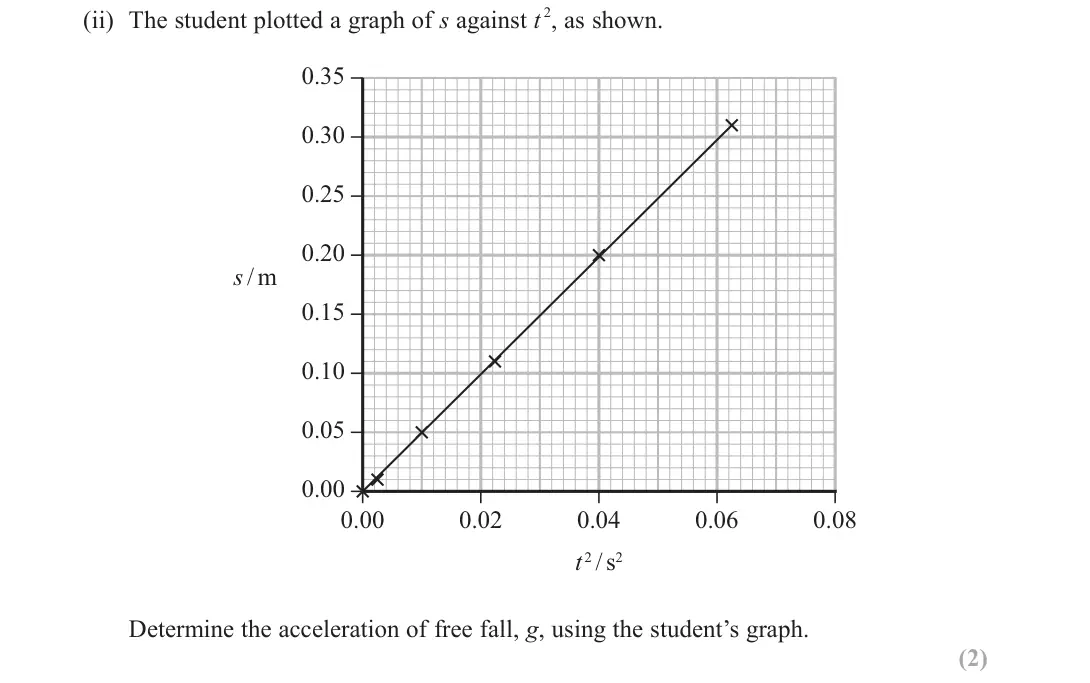 (ii) The student plotted a graph of s against t², as shown.
0.35
0.30
0.25
0.20
s / m
0.15
0.10
0.05
0.00
0.00 0.02 0.04 0.06 0.08
t² / s²
Determine the acceleration of free fall, g, using the student’s graph.
(2)